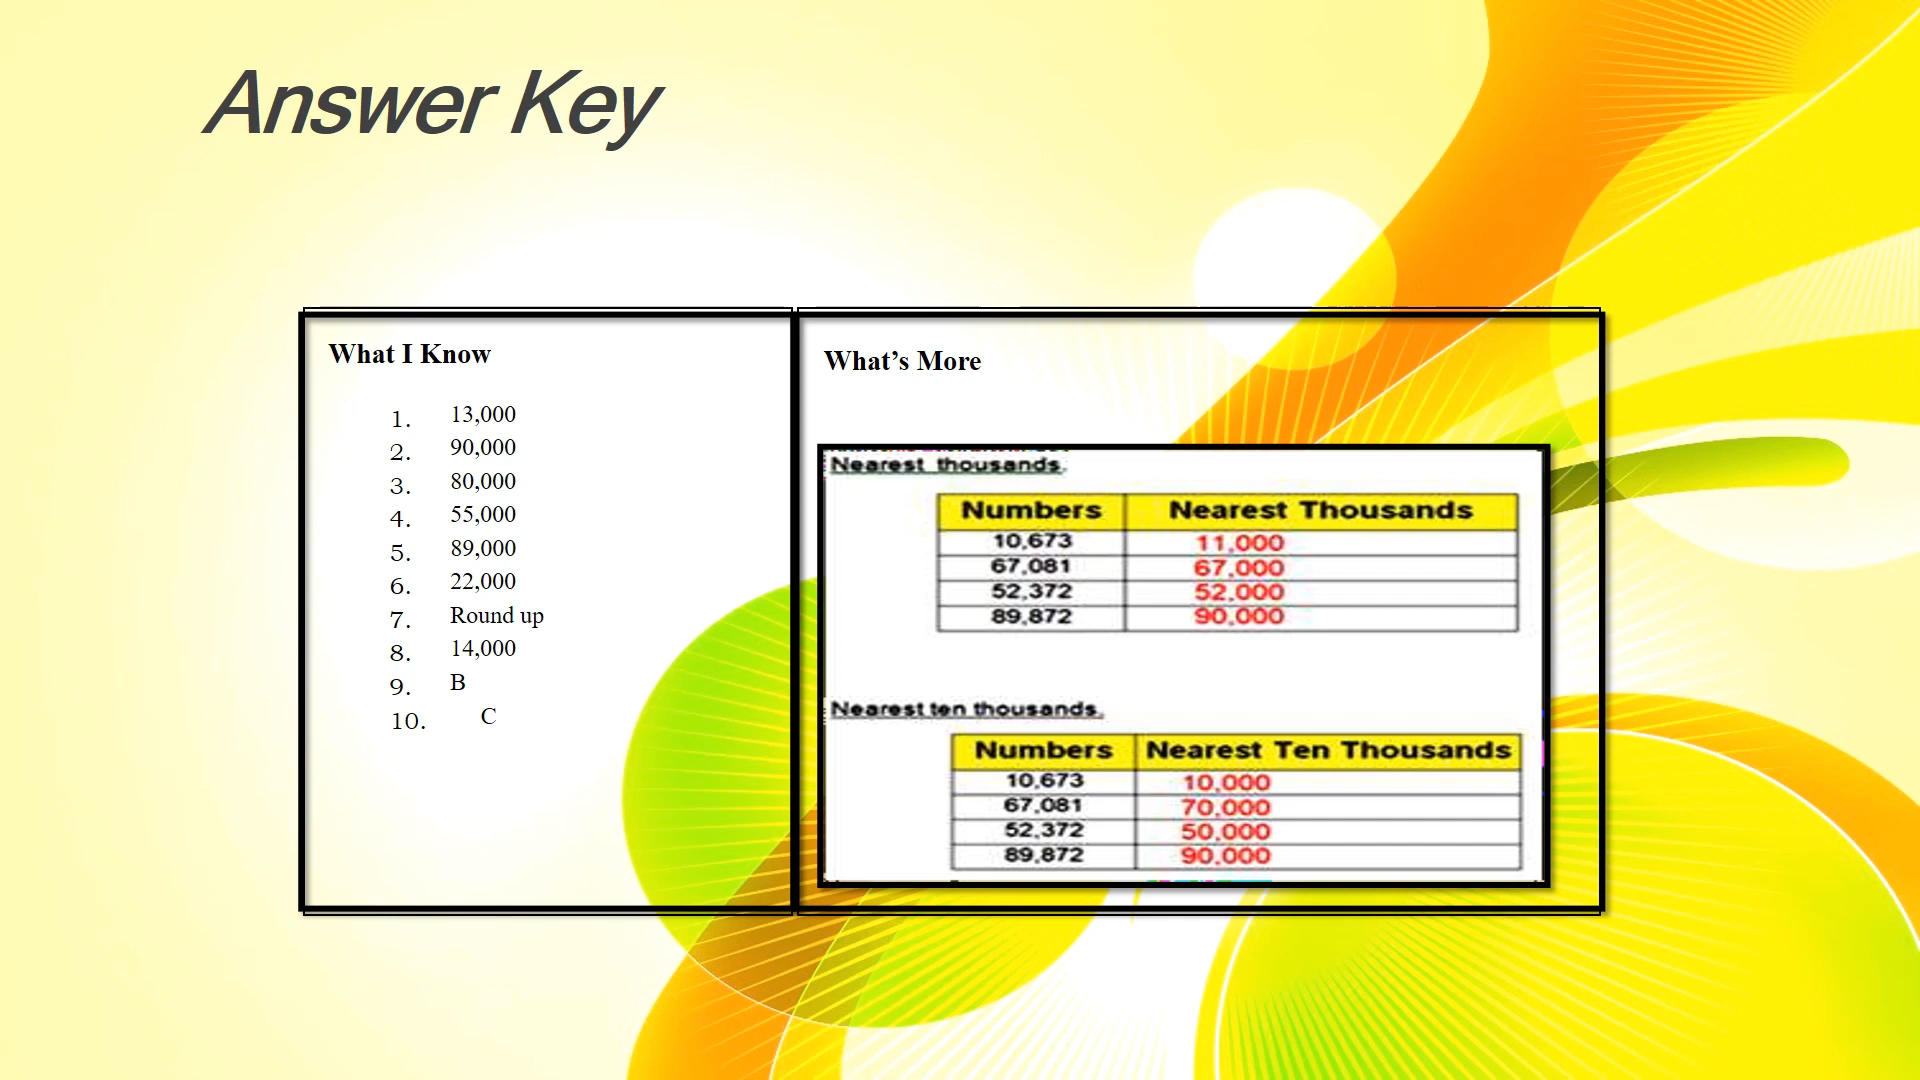 Answer Key
What I Know
1. 13,000
2. 90,000
3. 80,000
4. 55,000
5. 89,000
6. 22,000
7. Round up
8. 14,000
9. B
10. C
What's More
Nearest thousands.
Numbers Nearest Thousands
10,673 11,000
67,081 67,000
52,372 52,000
89,872 90,000
Nearest ten thousands.
Numbers Nearest Ten Thousands
10,673 10,000
67,081 70,000
52,372 50,000
89,872 90,000